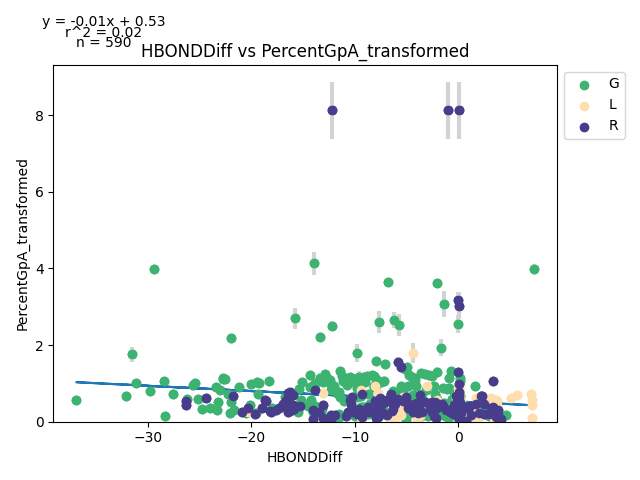 y = -0.01x + 0.53
r^2 = 0.02
n = 590
HBONDDiff vs PercentGpA_transformed
PercentGpA_transformed
8
6
4
2
0
−30
−20
−10
0
HBONDDiff
G
L
R